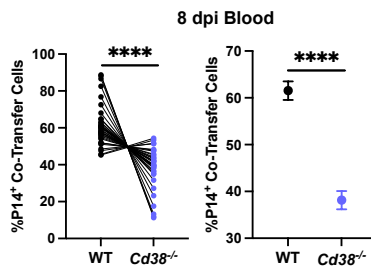 8 dpi Blood
%P14⁺ Co-Transfer Cells
100
80
60
40
20
0
****
WT Cd38⁻/⁻
%P14⁺ Co-Transfer Cells
70
60
50
40
30
****
WT Cd38⁻/⁻